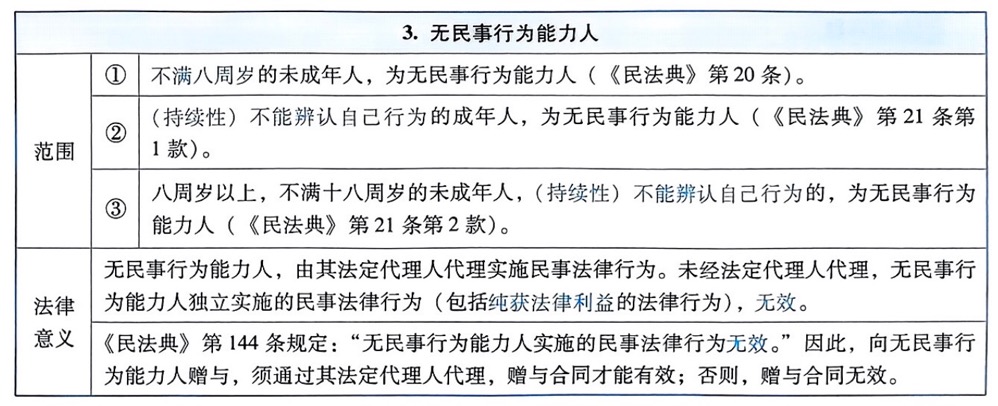 3. 无民事行为能力人
范围
① 不满八周岁的未成年人，为无民事行为能力人（《民法典》第20条）。
② （持续性）不能辨认自己行为的成年人，为无民事行为能力人（《民法典》第21条第
1款）。
③ 八周岁以上，不满十八周岁的未成年人，（持续性）不能辨认自己行为的，为无民事行为
能力人（《民法典》第21条第2款）。
法律
意义
无民事行为能力人，由其法定代理人代理实施民事法律行为。未经法定代理人代理，无民事行
为能力人独立实施的民事法律行为（包括纯获法律利益的法律行为），无效。
《民法典》第144条规定：“无民事行为能力人实施的民事法律行为无效。”因此，向无民事行
为能力人赠与，须通过其法定代理人代理，赠与合同才能有效；否则，赠与合同无效。